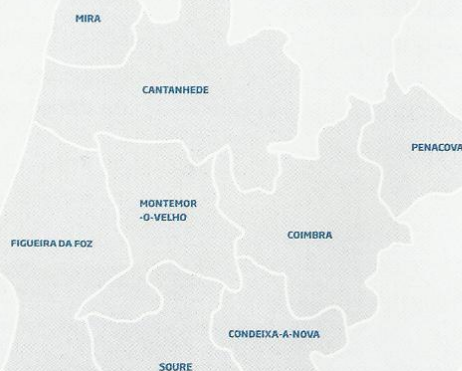 MIRA
CANTANHEDE
PENACOVA
MONTEMOR
-O-VELHO
COIMBRA
FIGUEIRA DA FOZ
CONDEIXA-A-NOVA
SOURE